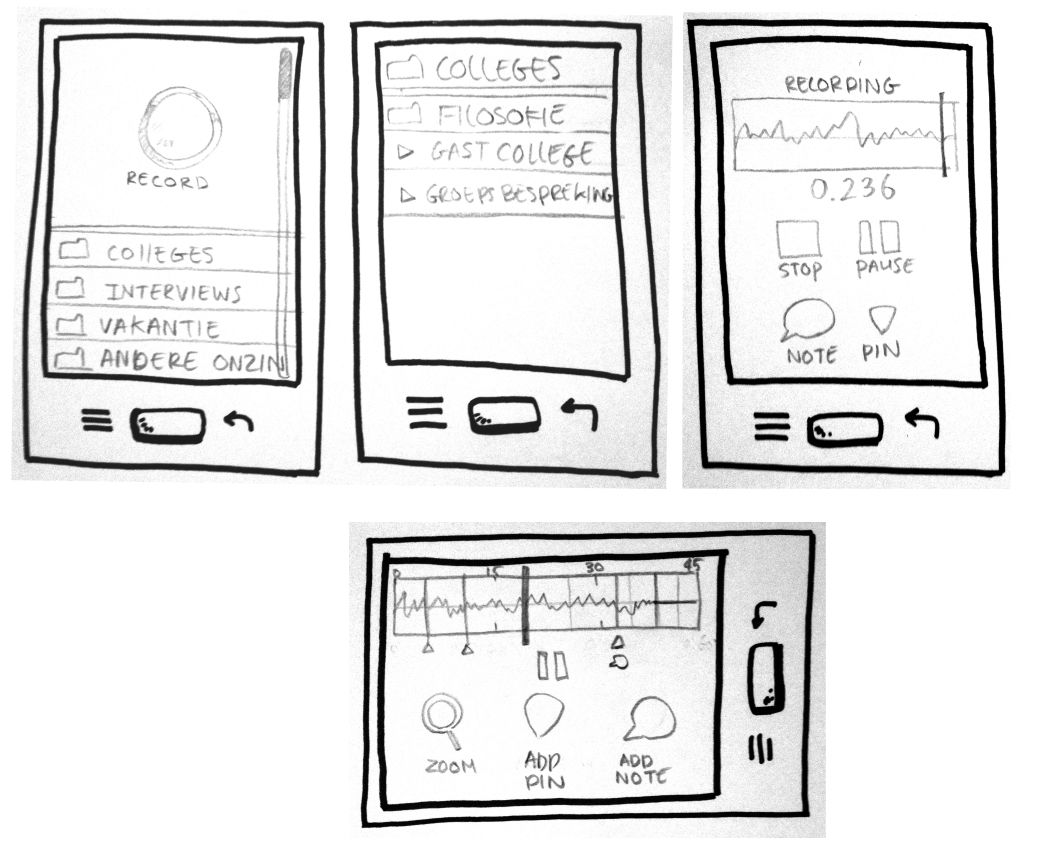 RECORD
COLLEGES
INTERVIEWS
VAKANTIE
ANDERE ONZIN
COLLEGES
FILOSOFIE
GAST COLLEGE
GROEPSBESPREKING
RECORDING
0.236
STOP PAUSE
NOTE PIN
0 15 30 45
ZOOM ADD PIN ADD NOTE